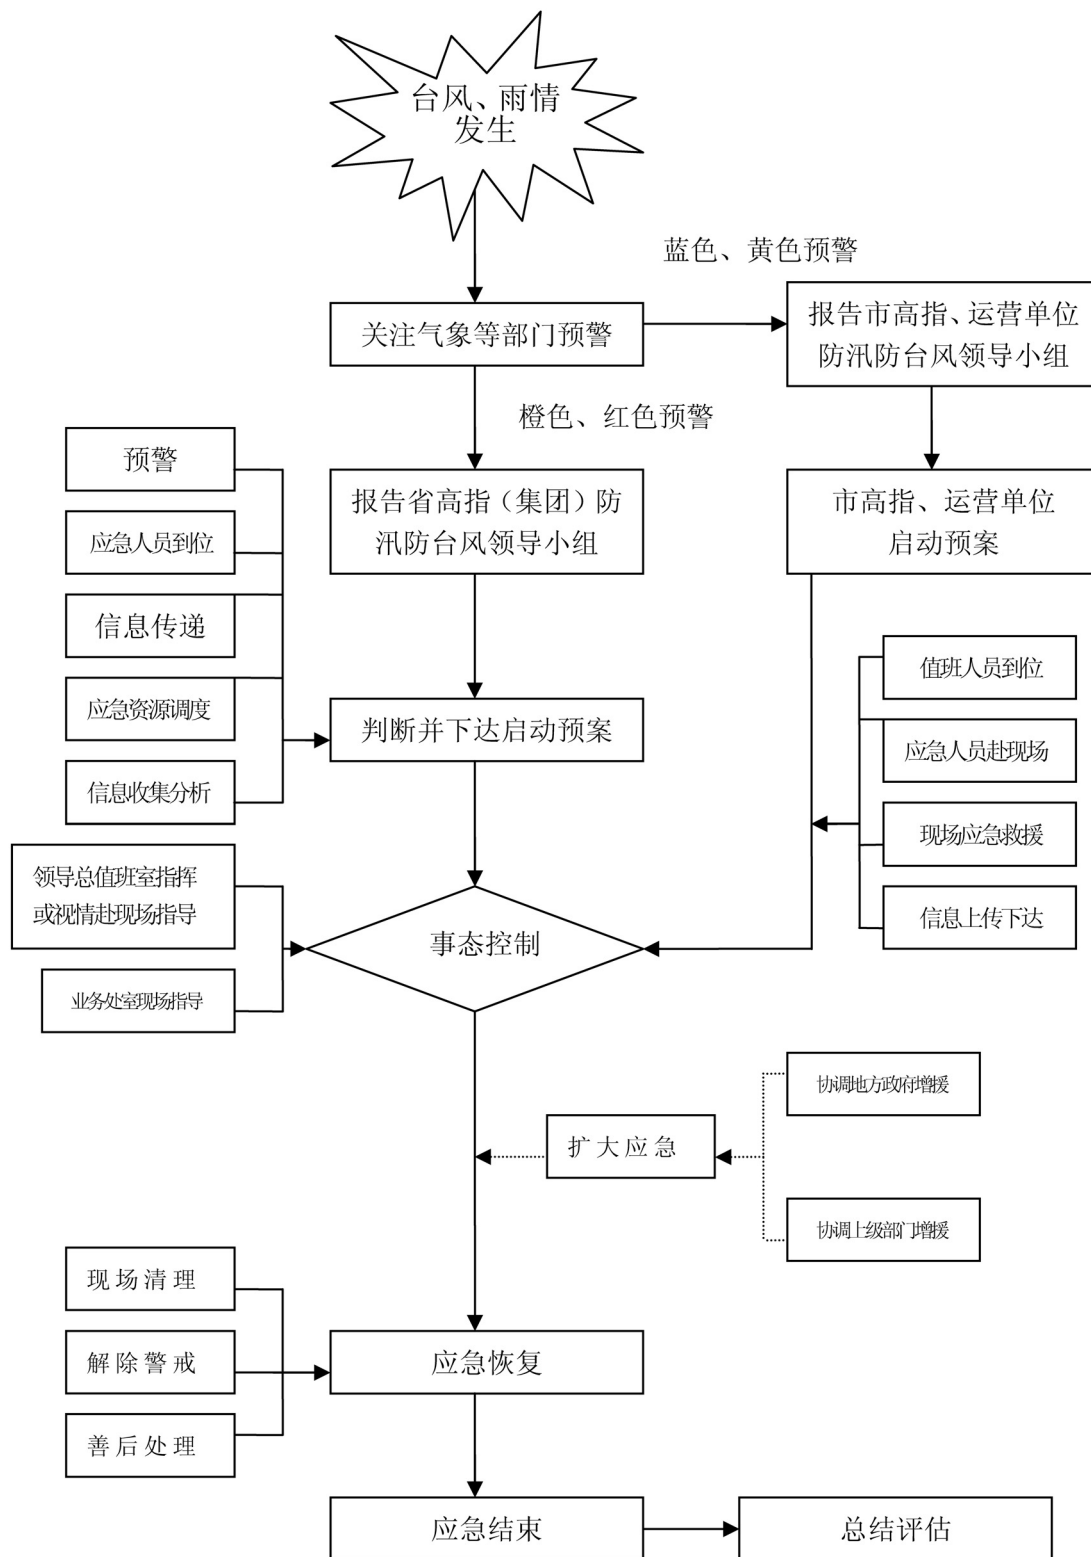 台风、雨情
发生
蓝色、黄色预警
关注气象等部门预警
报告市高指、运营单位
防汛防台风领导小组
橙色、红色预警
预警
报告省高指（集团）防
汛防台风领导小组
市高指、运营单位
启动预案
应急人员到位
信息传递
应急资源调度
信息收集分析
判断并下达启动预案
值班人员到位
应急人员赴现场
现场应急救援
信息上传下达
领导总值班室指挥
或视情赴现场指导
业务处室现场指导
事态控制
协调地方政府增援
扩大应急
协调上级部门增援
现场清理
解除警戒
善后处理
应急恢复
应急结束
总结评估